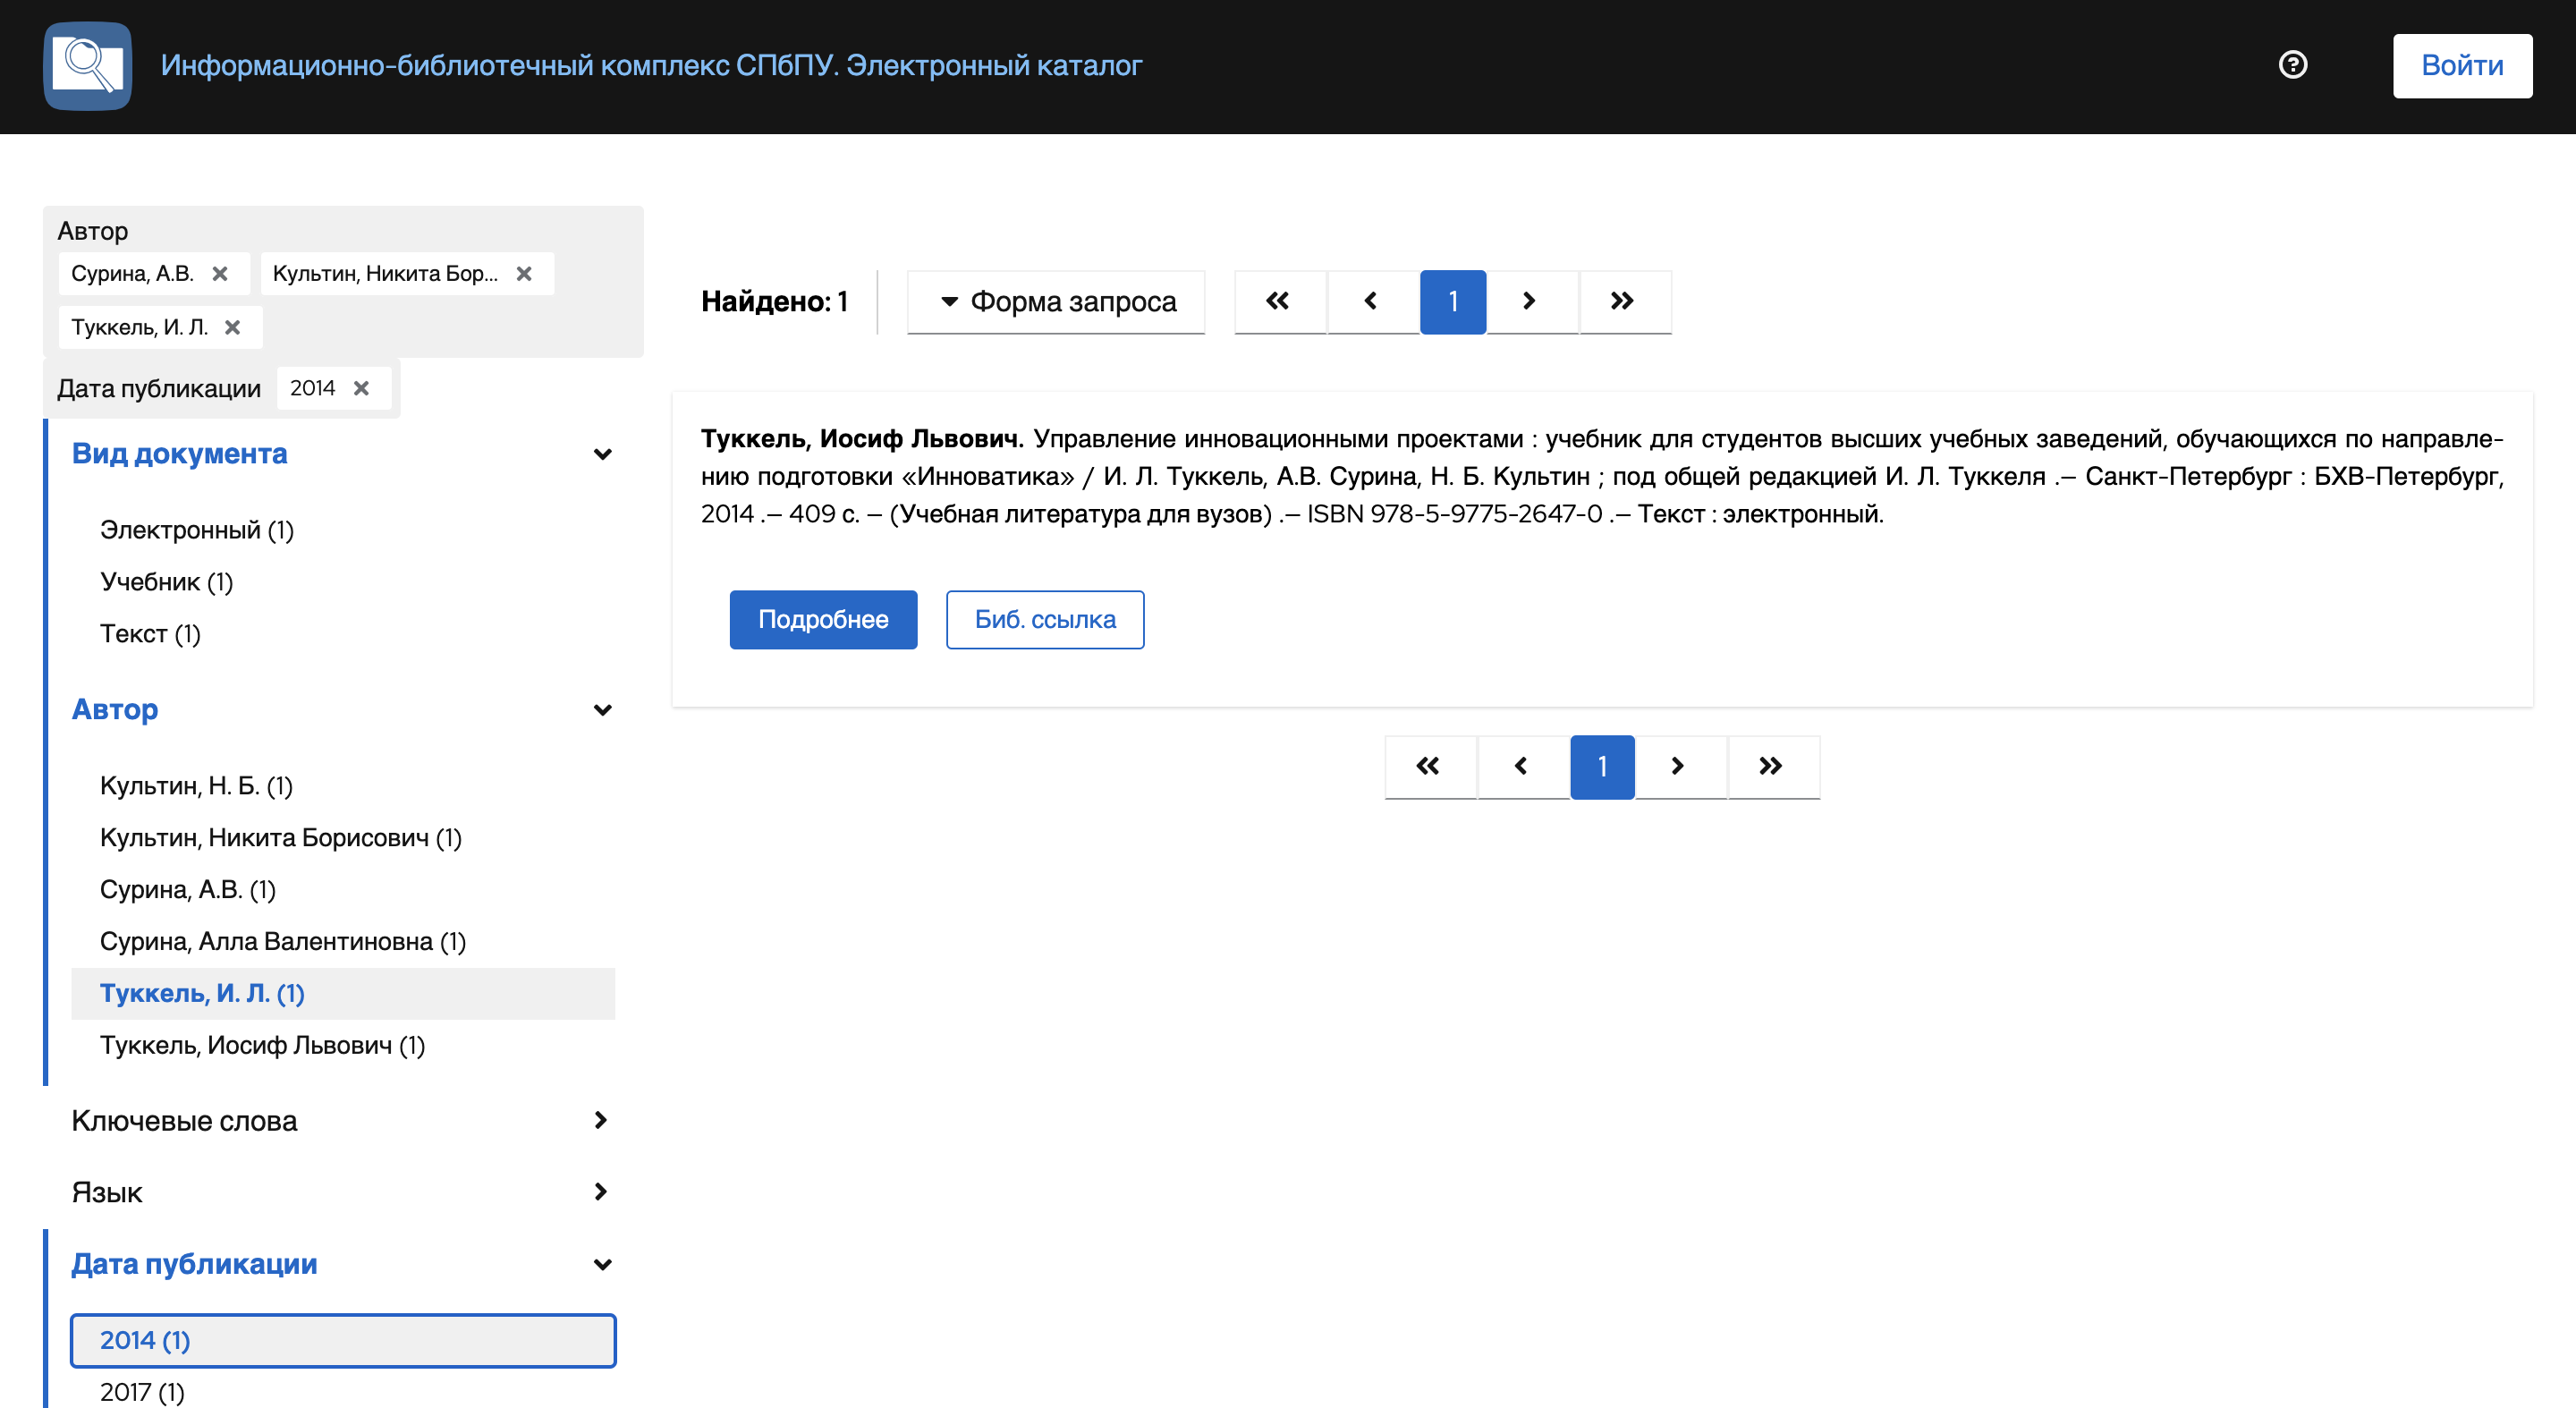 Информационно-библиотечный комплекс СПбПУ. Электронный каталог
Войти
Автор
Сурина, А.В.
Культин, Никита Бор...
Туккель, И. Л.
Дата публикации 2014
Вид документа
Электронный (1)
Учебник (1)
Текст (1)
Автор
Культин, Н. Б. (1)
Культин, Никита Борисович (1)
Сурина, А.В. (1)
Сурина, Алла Валентиновна (1)
Туккель, И. Л. (1)
Туккель, Иосиф Львович (1)
Ключевые слова
Язык
Дата публикации
2014 (1)
2017 (1)
Найдено: 1
Форма запроса
1
Туккель, Иосиф Львович. Управление инновационными проектами : учебник для студентов высших учебных заведений, обучающихся по направле-
нию подготовки «Инноватика» / И. Л. Туккель, А.В. Сурина, Н. Б. Культин ; под общей редакцией И. Л. Туккеля .— Санкт-Петербург : БХВ-Петербург,
2014 .— 409 с. — (Учебная литература для вузов) .— ISBN 978-5-9775-2647-0 .— Текст : электронный.
Подробнее
Биб. ссылка
1